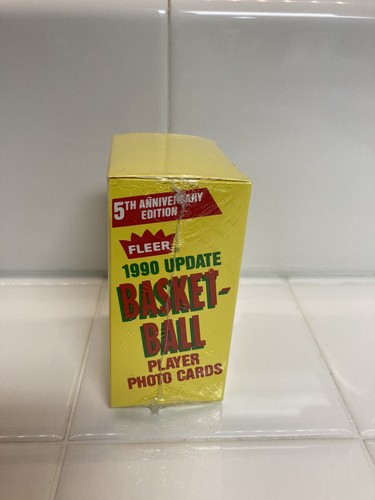 5TH ANNIVERSARY
EDITION
FLEER
1990 UPDATE
BASKET-
BALL
PLAYER
PHOTO CARDS